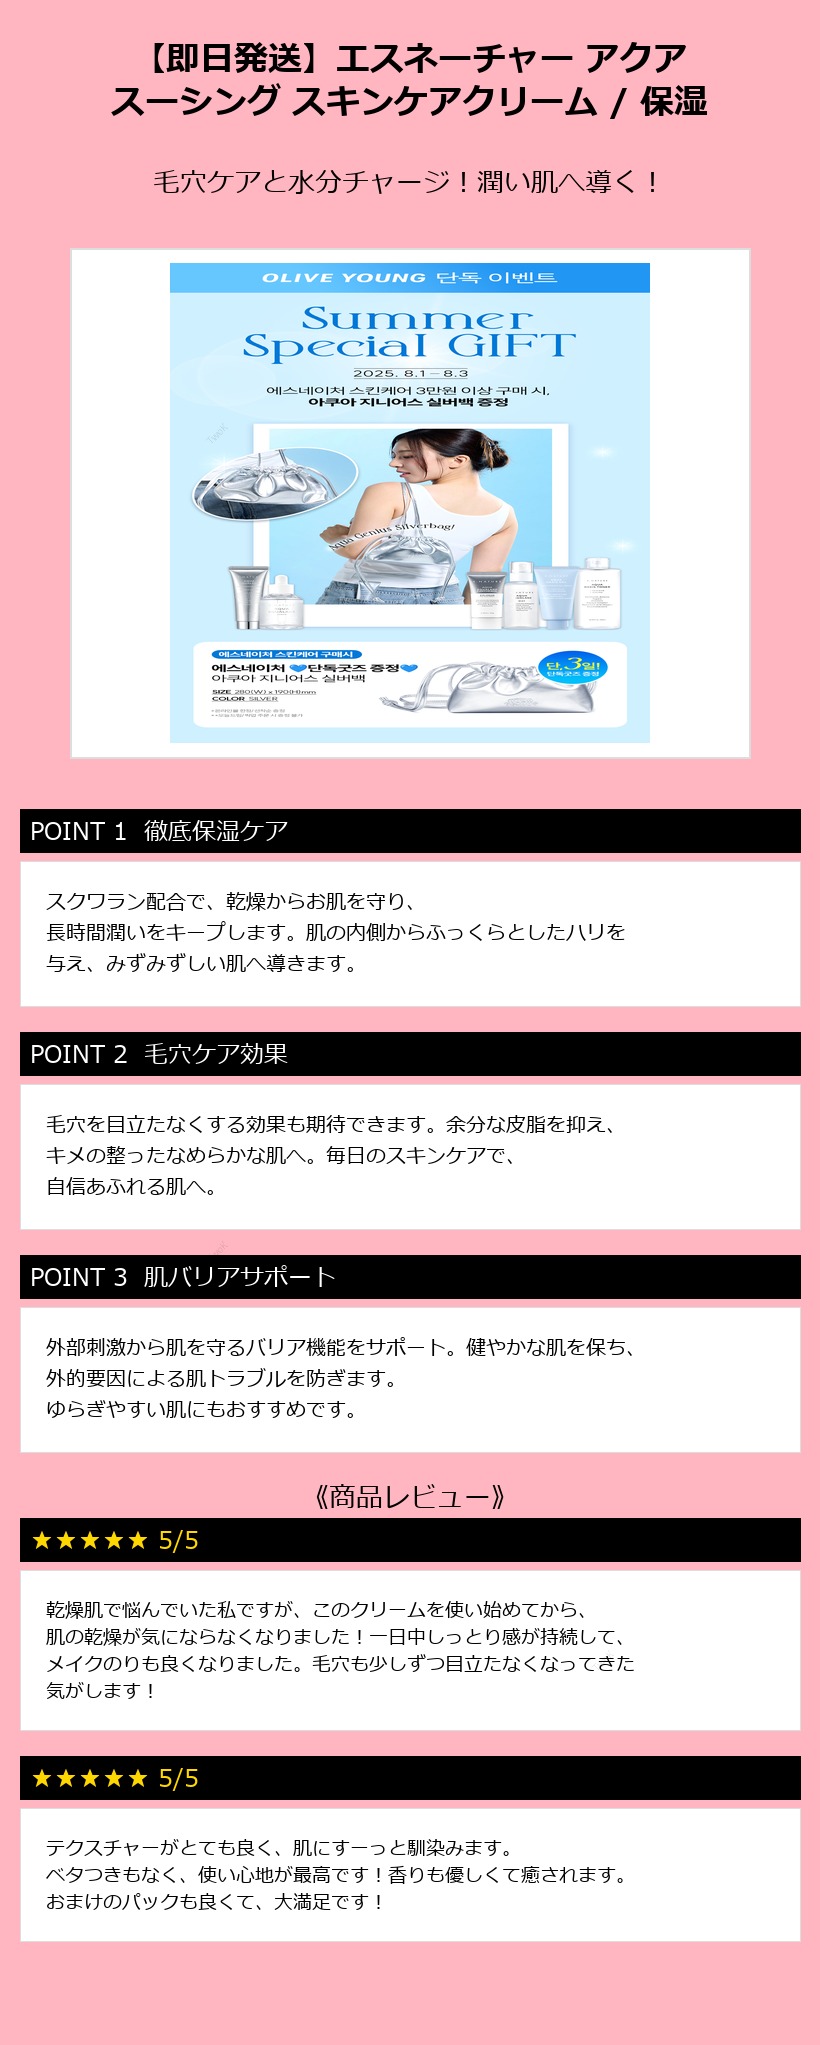 【即日発送】エスネーチャー アクア
スーシング スキンケアクリーム / 保湿
毛穴ケアと水分チャージ！潤い肌へ導く！
OLIVE YOUNG 단독 이벤트
Summer
Special GIFT
2025. 8.1 – 8.3
에스네이처 스킨케어 3만원 이상 구매 시,
아쿠아 지니어스 실버백 증정
Aqua Genius Silverbag!
에스네이처 스킨케어 구매시
에스네이처 💙단독굿즈 증정💙
아쿠아 지니어스 실버백
SIZE 280(W) x 190(H)mm
COLOR SILVER
단, 3일!
단독굿즈 증정
POINT 1 徹底保湿ケア
スクワラン配合で、乾燥からお肌を守り、
長時間潤いをキープします。肌の内側からふっくらとしたハリを
与え、みずみずしい肌へ導きます。
POINT 2 毛穴ケア効果
毛穴を目立たなくする効果も期待できます。余分な皮脂を抑え、
キメの整ったなめらかな肌へ。毎日のスキンケアで、
自信あふれる肌へ。
POINT 3 肌バリアサポート
外部刺激から肌を守るバリア機能をサポート。健やかな肌を保ち、
外的要因による肌トラブルを防ぎます。
ゆらぎやすい肌にもおすすめです。
《商品レビュー》
★★★★★ 5/5
乾燥肌で悩んでいた私ですが、このクリームを使い始めてから、
肌の乾燥が気にならなくなりました！一日中しっとり感が持続して、
メイクのりも良くなりました。毛穴も少しずつ目立たなくなってきた
気がします！
★★★★★ 5/5
テクスチャーがとても良く、肌にすーっと馴染みます。
ベタつきもなく、使い心地が最高です！香りも優しくて癒されます。
おまけのパックも良くて、大満足です！